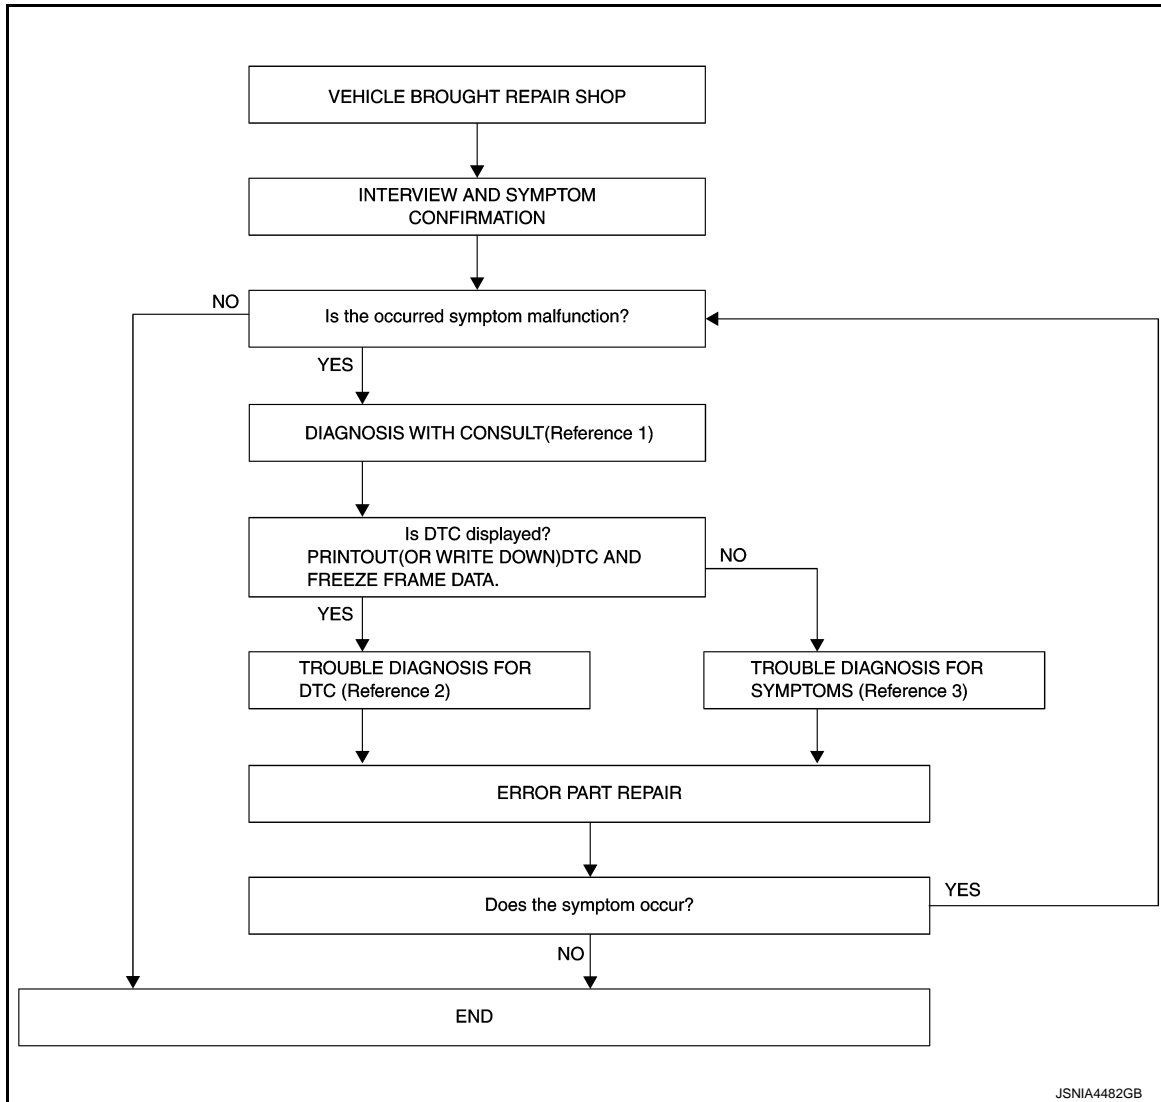 VEHICLE BROUGHT REPAIR SHOP
INTERVIEW AND SYMPTOM
CONFIRMATION
NO
Is the occurred symptom malfunction?
YES
DIAGNOSIS WITH CONSULT(Reference 1)
Is DTC displayed?
PRINTOUT(OR WRITE DOWN)DTC AND
FREEZE FRAME DATA.
NO
YES
TROUBLE DIAGNOSIS FOR
DTC (Reference 2)
TROUBLE DIAGNOSIS FOR
SYMPTOMS (Reference 3)
ERROR PART REPAIR
Does the symptom occur?
YES
NO
END
JSNIA4482GB